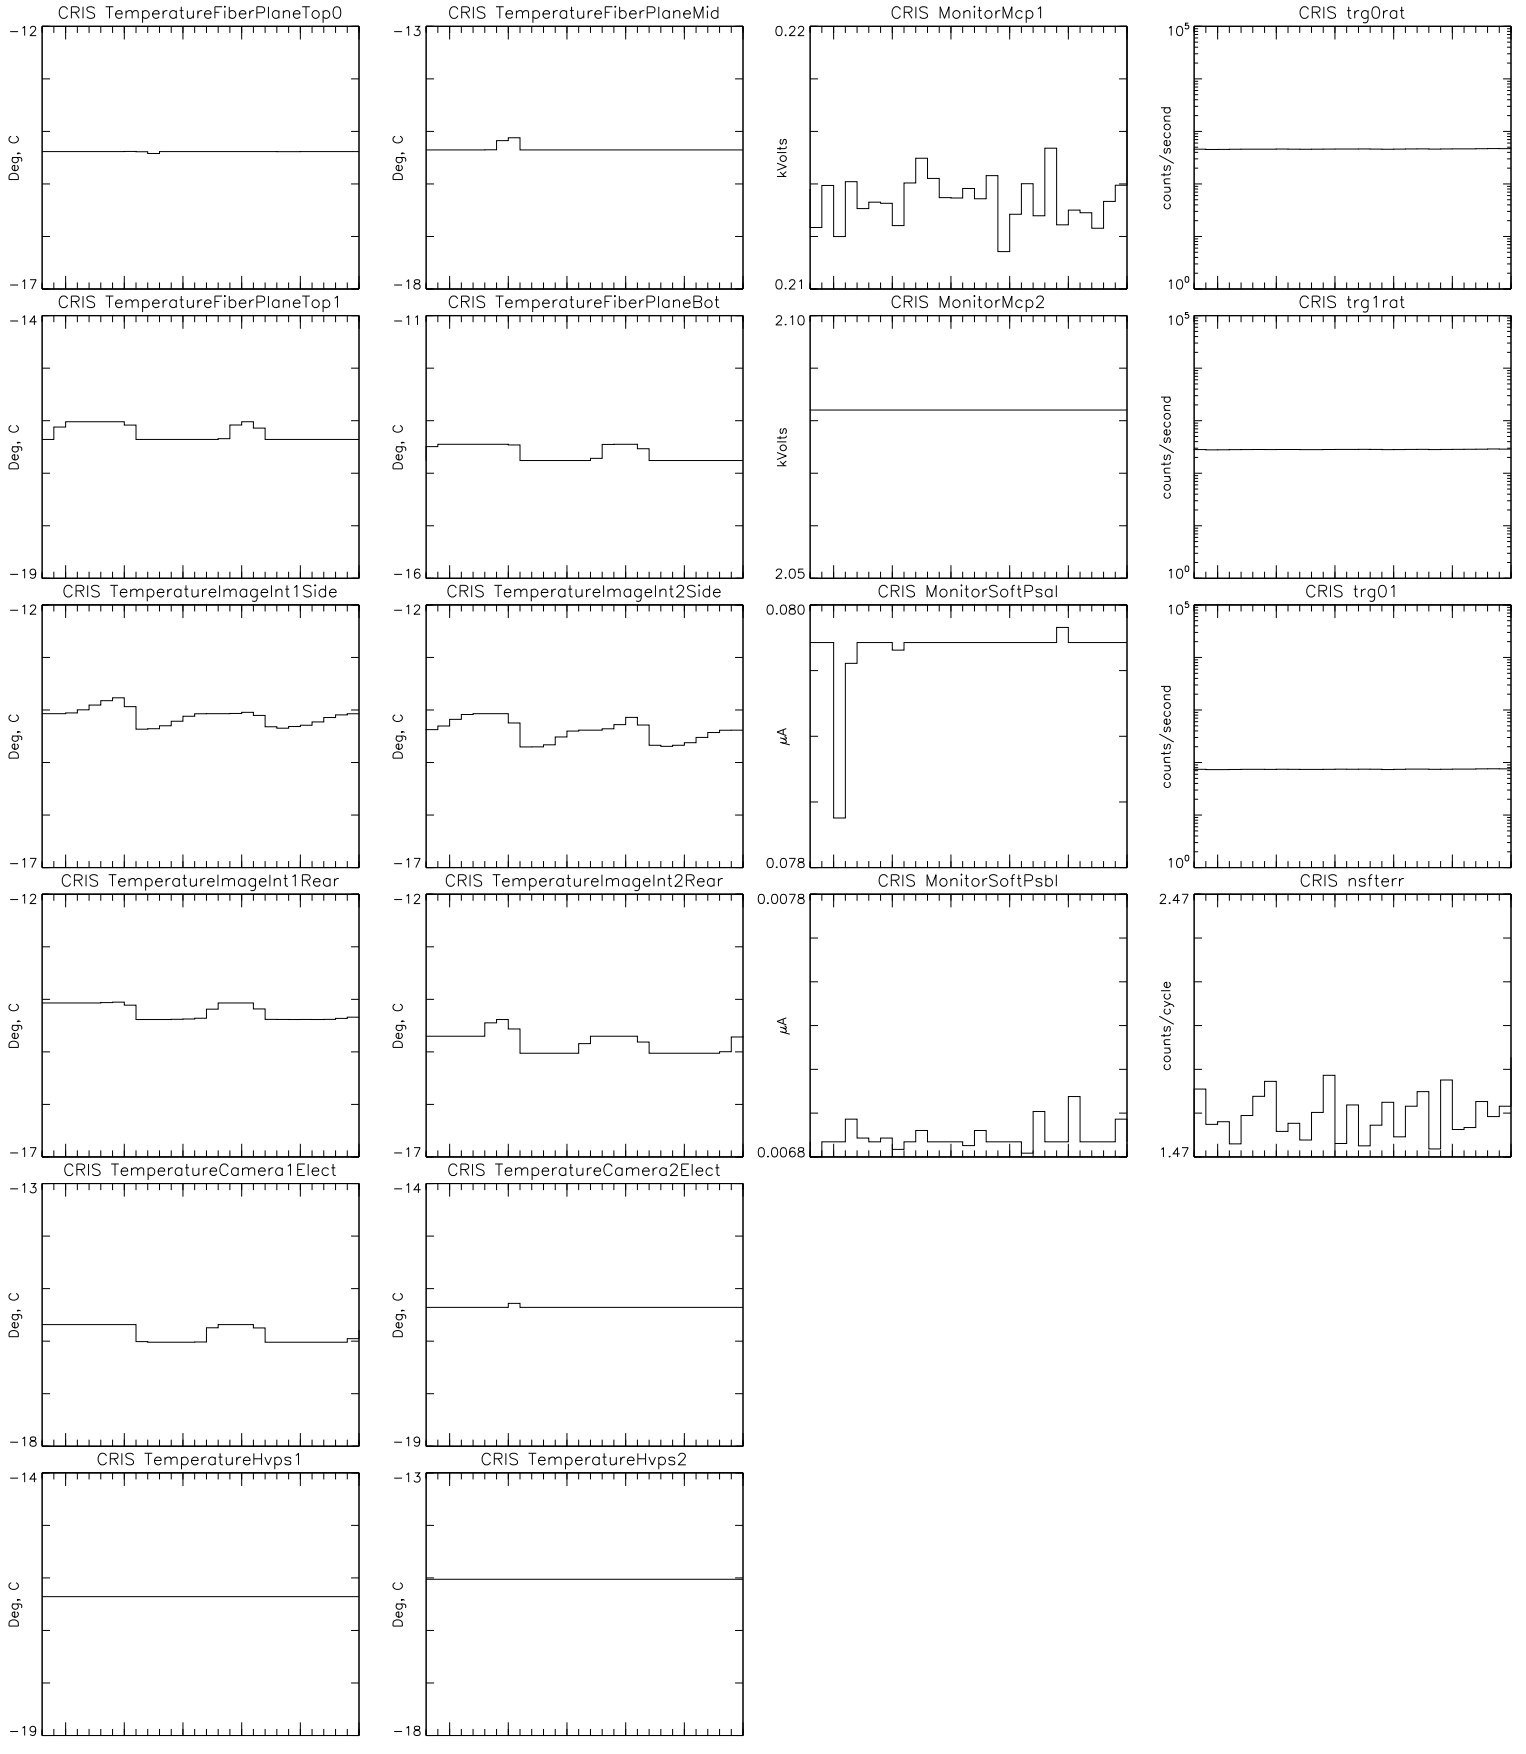 CRIS TemperatureFiberPlaneTop0
CRIS TemperatureFiberPlaneMid
CRIS MonitorMcp1
CRIS trg0rat
−12
Deg, C
−17
−13
Deg, C
−18
0.22
kVolts
0.21
10⁵
counts/second
10⁰
CRIS TemperatureFiberPlaneTop1
CRIS TemperatureFiberPlaneBot
CRIS MonitorMcp2
CRIS trg1rat
−14
Deg, C
−19
−11
Deg, C
−16
2.10
kVolts
2.05
10⁵
counts/second
10⁰
CRIS TemperatureImageInt1Side
CRIS TemperatureImageInt2Side
CRIS MonitorSoftPsaI
CRIS trg01
−12
Deg, C
−17
−12
Deg, C
−17
0.080
μA
0.078
10⁵
counts/second
10⁰
CRIS TemperatureImageInt1Rear
CRIS TemperatureImageInt2Rear
CRIS MonitorSoftPsbI
CRIS nsfterr
−12
Deg, C
−17
−12
Deg, C
−17
0.0078
μA
0.0068
2.47
counts/cycle
1.47
CRIS TemperatureCamera1Elect
CRIS TemperatureCamera2Elect
−13
Deg, C
−18
−14
Deg, C
−19
CRIS TemperatureHvps1
CRIS TemperatureHvps2
−14
Deg, C
−19
−13
Deg, C
−18